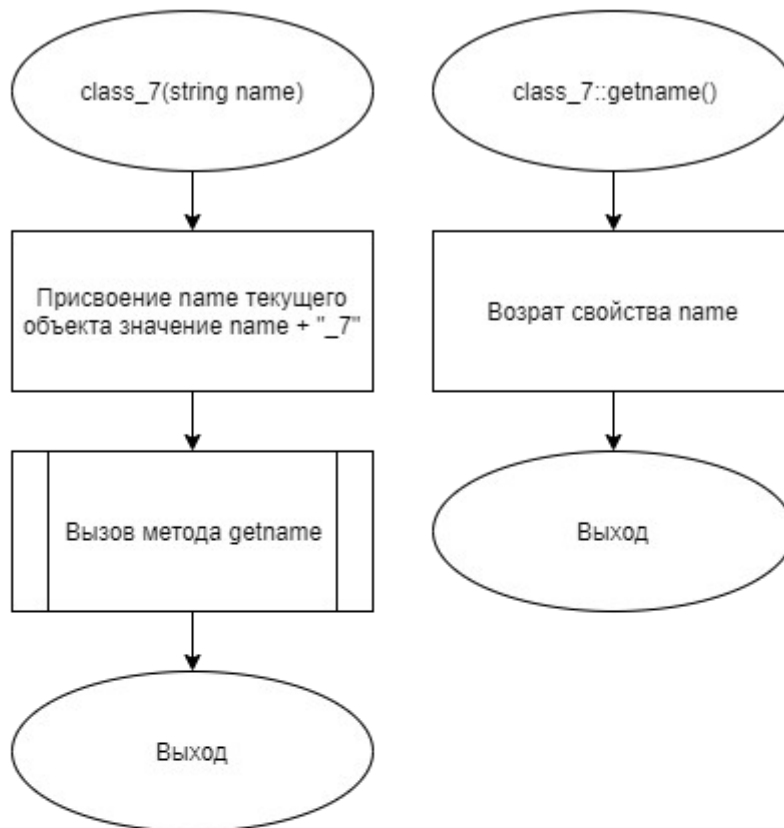 class_7(string name)
Присвоение name текущего
объекта значение name + "_7"
Вызов метода getname
Выход
class_7::getname()
Возрат свойства name
Выход